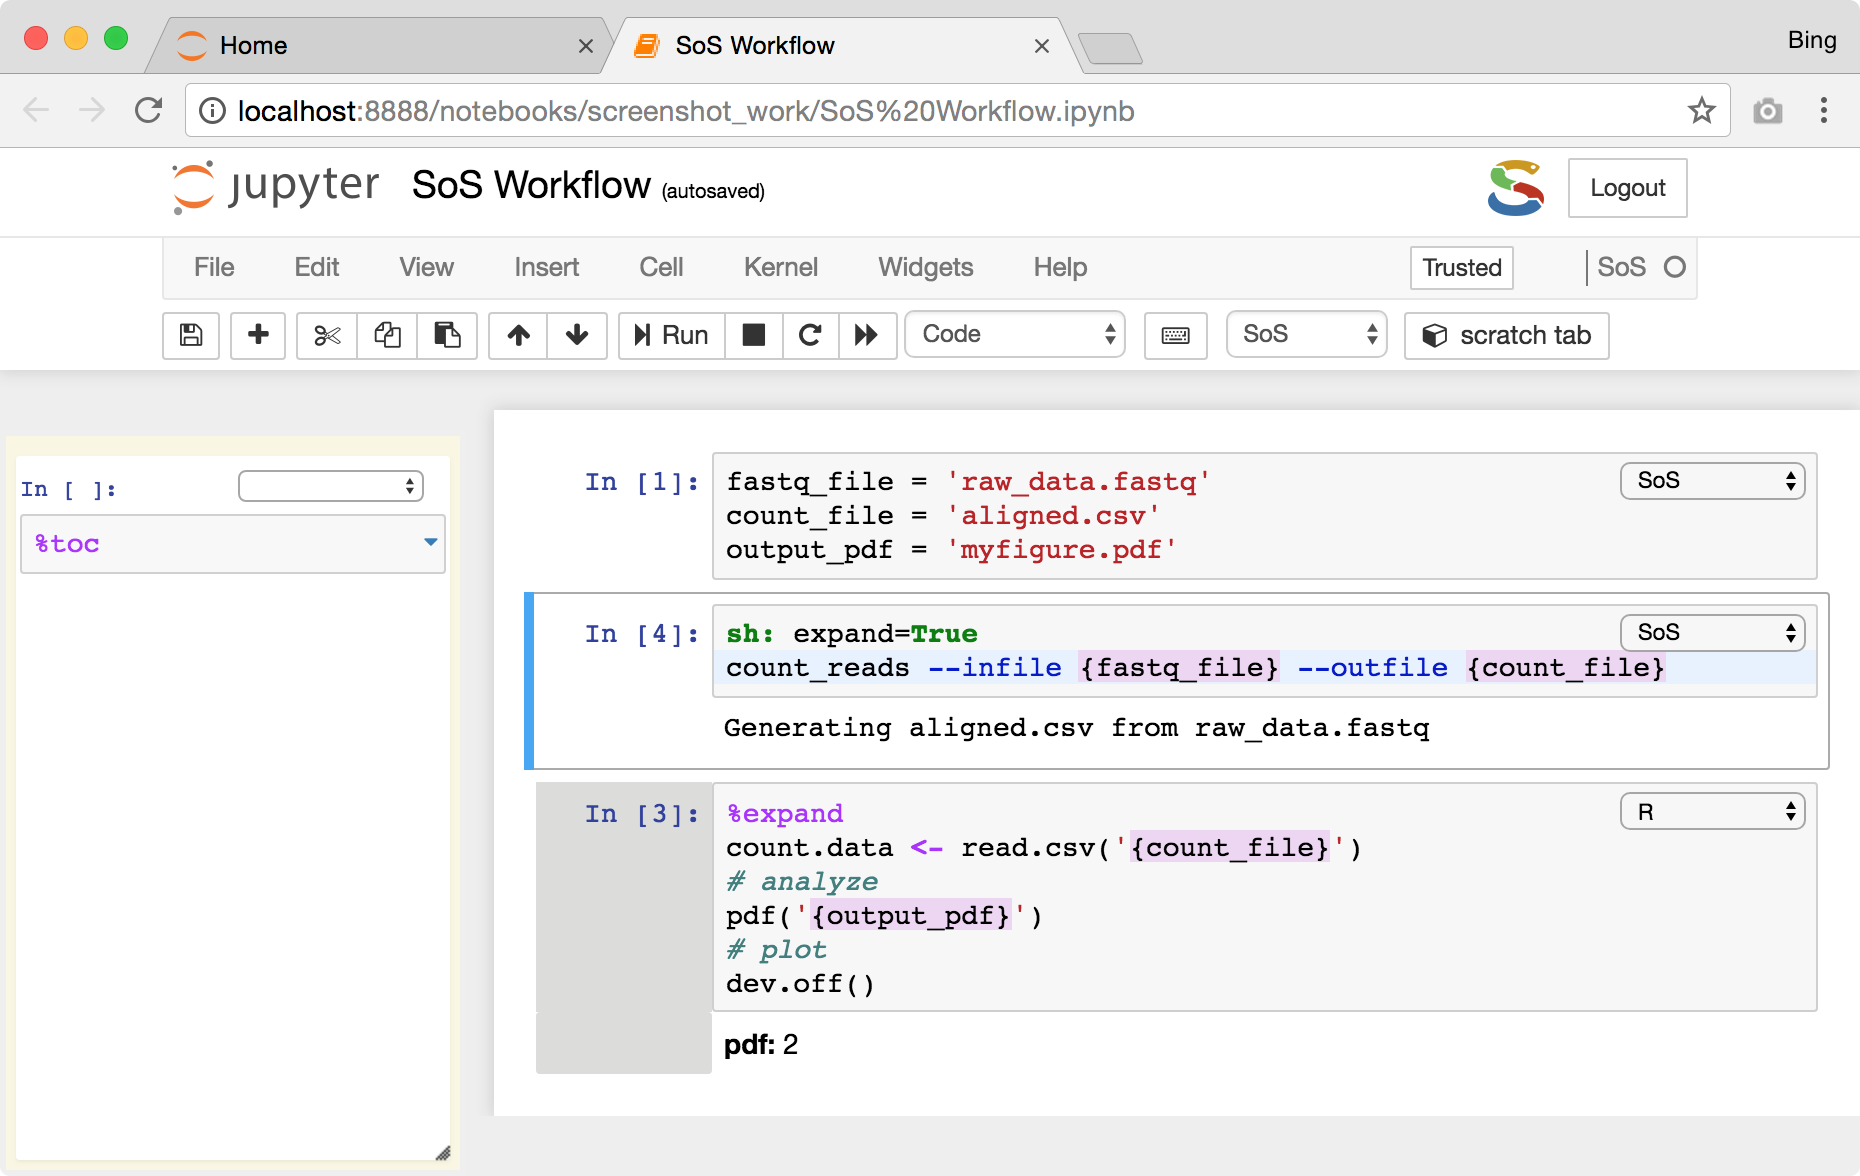 Home
SoS Workflow
Bing
localhost:8888/notebooks/screenshot_work/SoS%20Workflow.ipynb
jupyter SoS Workflow (autosaved)
Logout
File Edit View Insert Cell Kernel Widgets Help Trusted SoS
Run Code SoS scratch tab
In [ ]:
%toc
In [1]:
fastq_file = 'raw_data.fastq'
count_file = 'aligned.csv'
output_pdf = 'myfigure.pdf'
SoS
In [4]:
sh: expand=True
SoS
count_reads --infile {fastq_file} --outfile {count_file}
Generating aligned.csv from raw_data.fastq
In [3]:
%expand
R
count.data <- read.csv('{count_file}')
# analyze
pdf('{output_pdf}')
# plot
dev.off()
pdf: 2